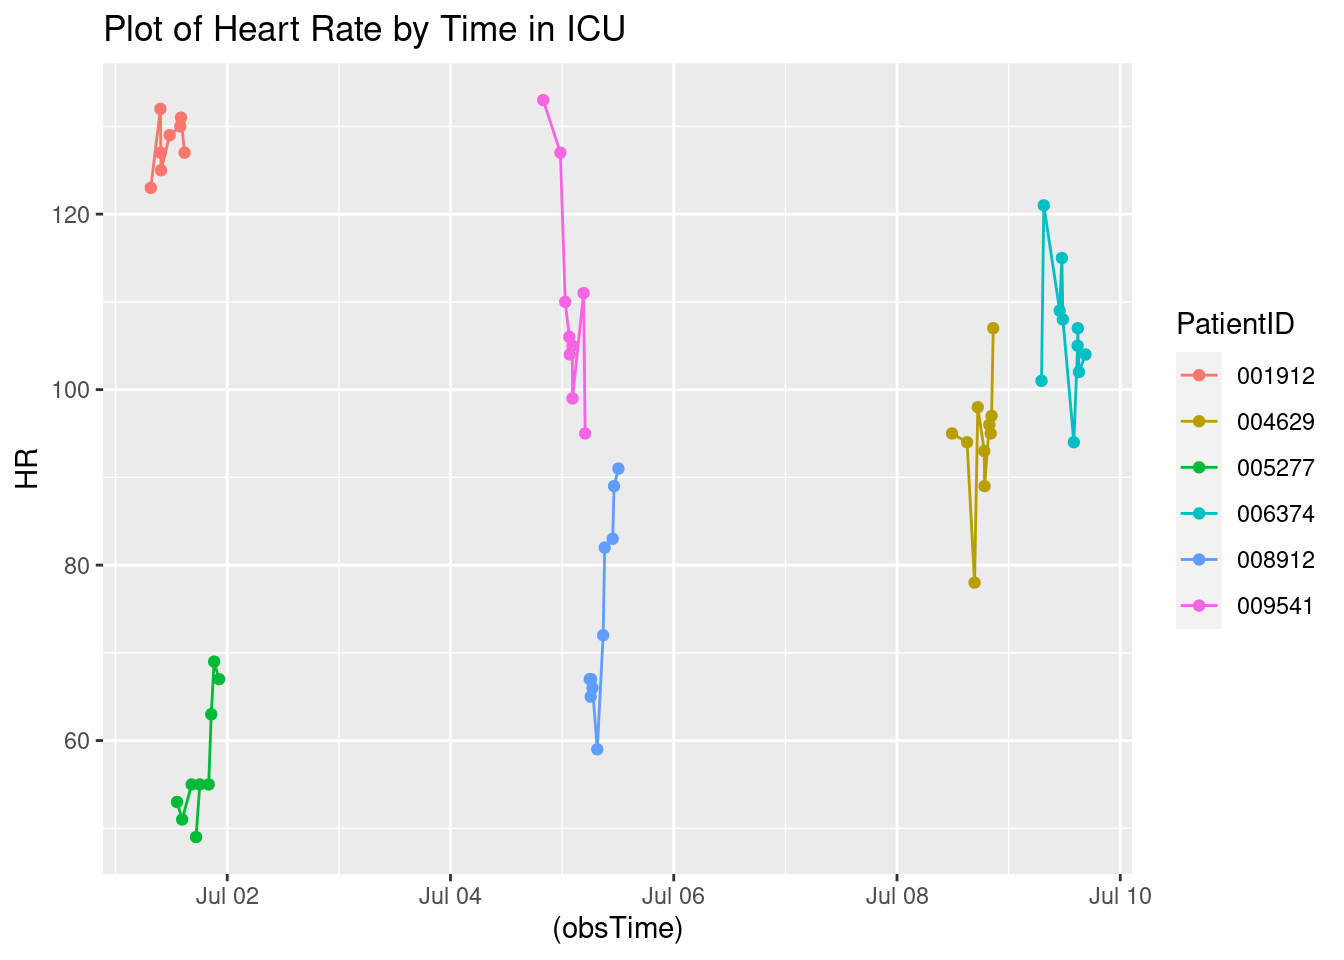 Plot of Heart Rate by Time in ICU
HR
120
100
80
60
Jul 02 Jul 04 Jul 06 Jul 08 Jul 10
(obsTime)
PatientID
001912
004629
005277
006374
008912
009541